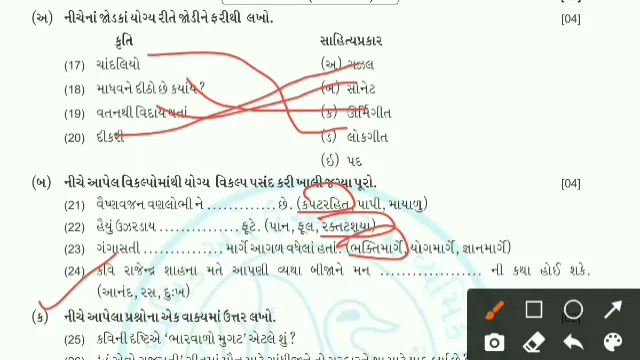 (અ) નીચેનાં જોડકાં યોગ્ય રીતે જોડીને ફરીથી લખો. [04]
કૃતિ સાહિત્યપ્રકાર
(17) ચાંદલિયો (અ) ગઝલ
(18) માધવને દીઠો છે ક્યાંય? (બ) સોનેટ
(19) વતનથી વિદાય થતાં (ક) ઊર્મિગીત
(20) દીકરી (ડ) લોકગીત
(ઇ) પદ
(બ) નીચે આપેલ વિકલ્પોમાંથી યોગ્ય વિકલ્પ પસંદ કરી ખાલી જગ્યા પૂરો. [04]
(21) વૈષ્ણવજન વણલોભી ને ............ છે. (કપટરહિત, પાપી, માયાળુ)
(22) હૈયું ઉઝરડાય .............. ફૂટે. (પાન, ફૂલ, રક્તટશયા)
(23) ગંગાસતી .............. માર્ગે આગળ વધેલાં હતાં. (ભક્તિમાર્ગે, યોગમાર્ગે, જ્ઞાનમાર્ગે)
(24) કવિ રાજેન્દ્ર શાહના મતે આપણી વ્યથા બીજાને મન .................. ની કથા હોઈ શકે.
(આનંદ, રસ, દુઃખ)
(ક) નીચે આપેલા પ્રશ્નોના એક વાક્યમાં ઉત્તર લખો.
(25) કવિની દૃષ્ટિએ 'ભારવાળો મુગટ' એટલે શું?